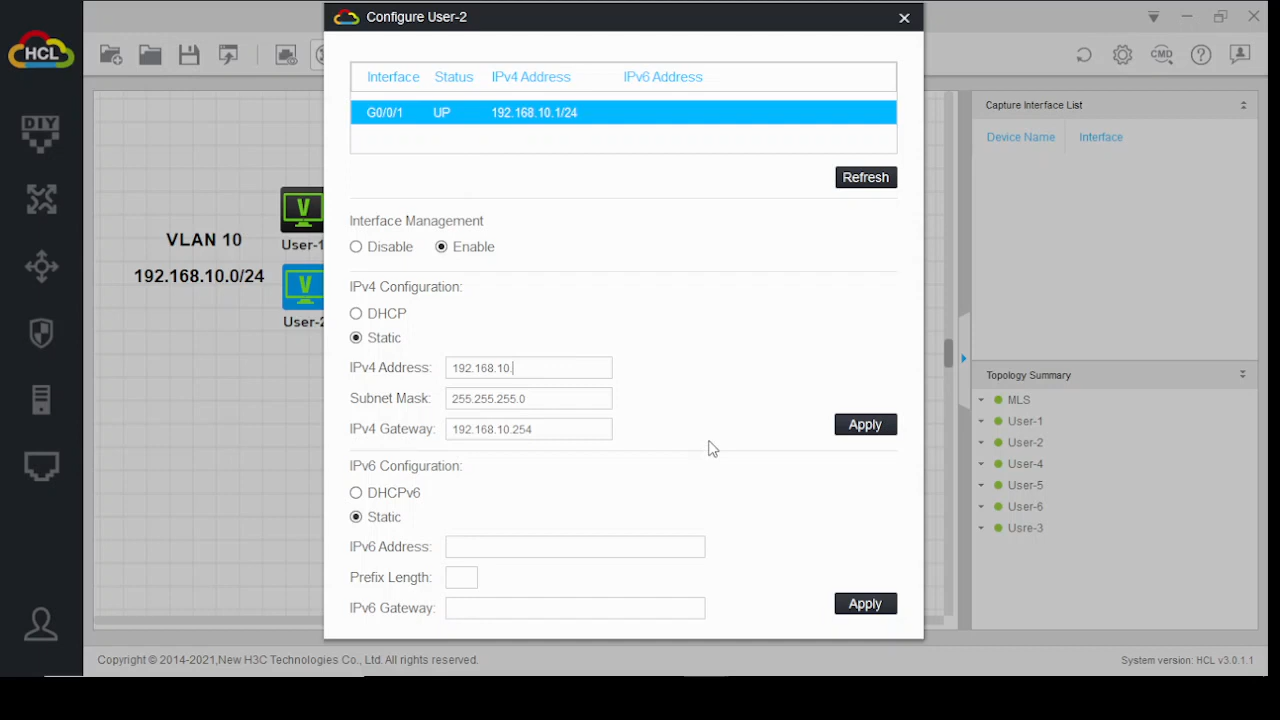 Configure User-2
HCL
DIY
CMD
Interface Status IPv4 Address IPv6 Address
G0/0/1 UP 192.168.10.1/24
Refresh
Interface Management
Disable Enable
IPv4 Configuration:
DHCP
Static
IPv4 Address: 192.168.10.
Subnet Mask: 255.255.255.0
IPv4 Gateway: 192.168.10.254
Apply
IPv6 Configuration:
DHCPv6
Static
IPv6 Address:
Prefix Length:
IPv6 Gateway:
Apply
VLAN 10
192.168.10.0/24
V
User-1
V
User-2
Capture Interface List
Device Name Interface
Topology Summary
MLS
User-1
User-2
User-4
User-5
User-6
Usre-3
Copyright © 2014-2021,New H3C Technologies Co., Ltd. All rights reserved.
System version: HCL v3.0.1.1